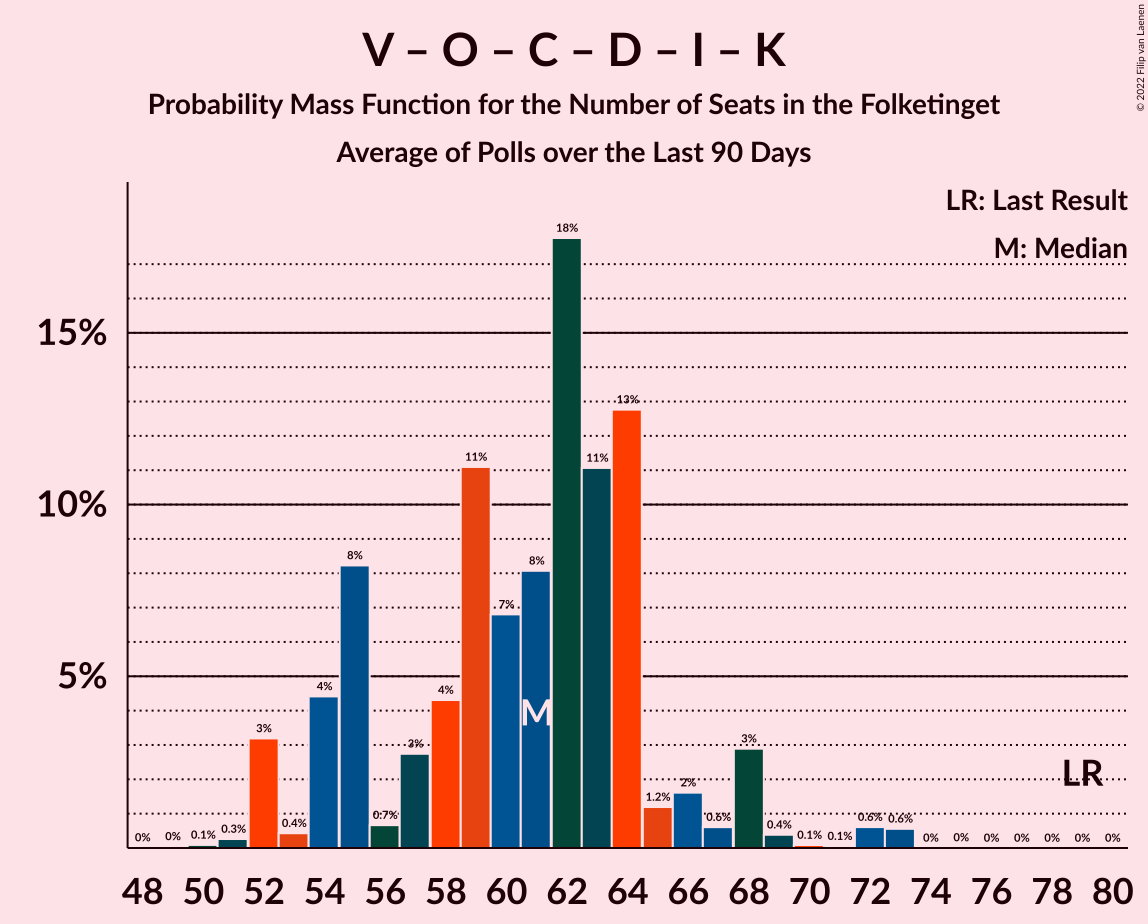 V – O – C – D – I – K
Probability Mass Function for the Number of Seats in the Folketinget
Average of Polls over the Last 90 Days
© 2022 Filip van Laenen
LR: Last Result
M: Median
15%
10%
5%
0% 0% 0.1% 0.3% 3% 0.4% 4% 8% 0.7% 3% 4% 11% 7% 8% 18% 11% 13% 1.2% 2% 0.6% 3% 0.4% 0.1% 0.1% 0.6% 0.6% 0% 0% 0% 0% 0% 0% 0%
M
LR
48 50 52 54 56 58 60 62 64 66 68 70 72 74 76 78 80